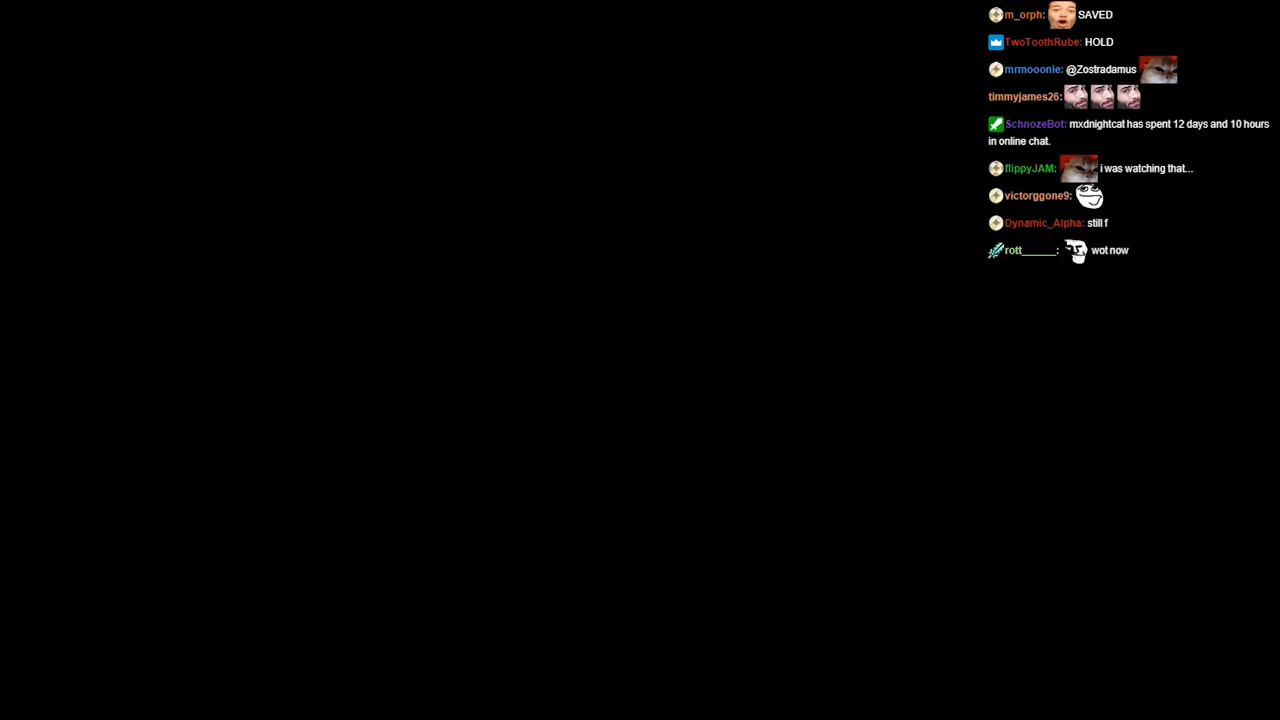 m_orph: SAVED
TwoToothRube: HOLD
mrmooonie: @Zostradamus
timmyjames26:
SchnozeBot: mxdnightcat has spent 12 days and 10 hours
in online chat.
flippyJAM: i was watching that...
victorggone9:
Dynamic_Alpha: still f
rott______: wot now